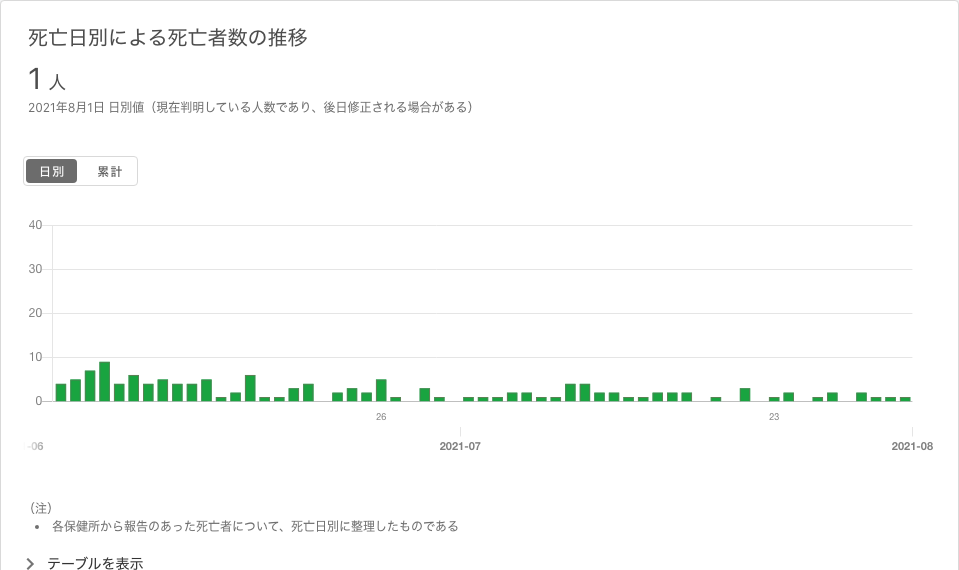 死亡日別による死亡者数の推移
1 人
2021年8月1日 日別値（現在判明している人数であり、後日修正される場合がある）
日別 累計
40
30
20
10
0
26 23
-06 2021-07 2021-08
（注）
• 各保健所から報告のあった死亡者について、死亡日別に整理したものである
テーブルを表示